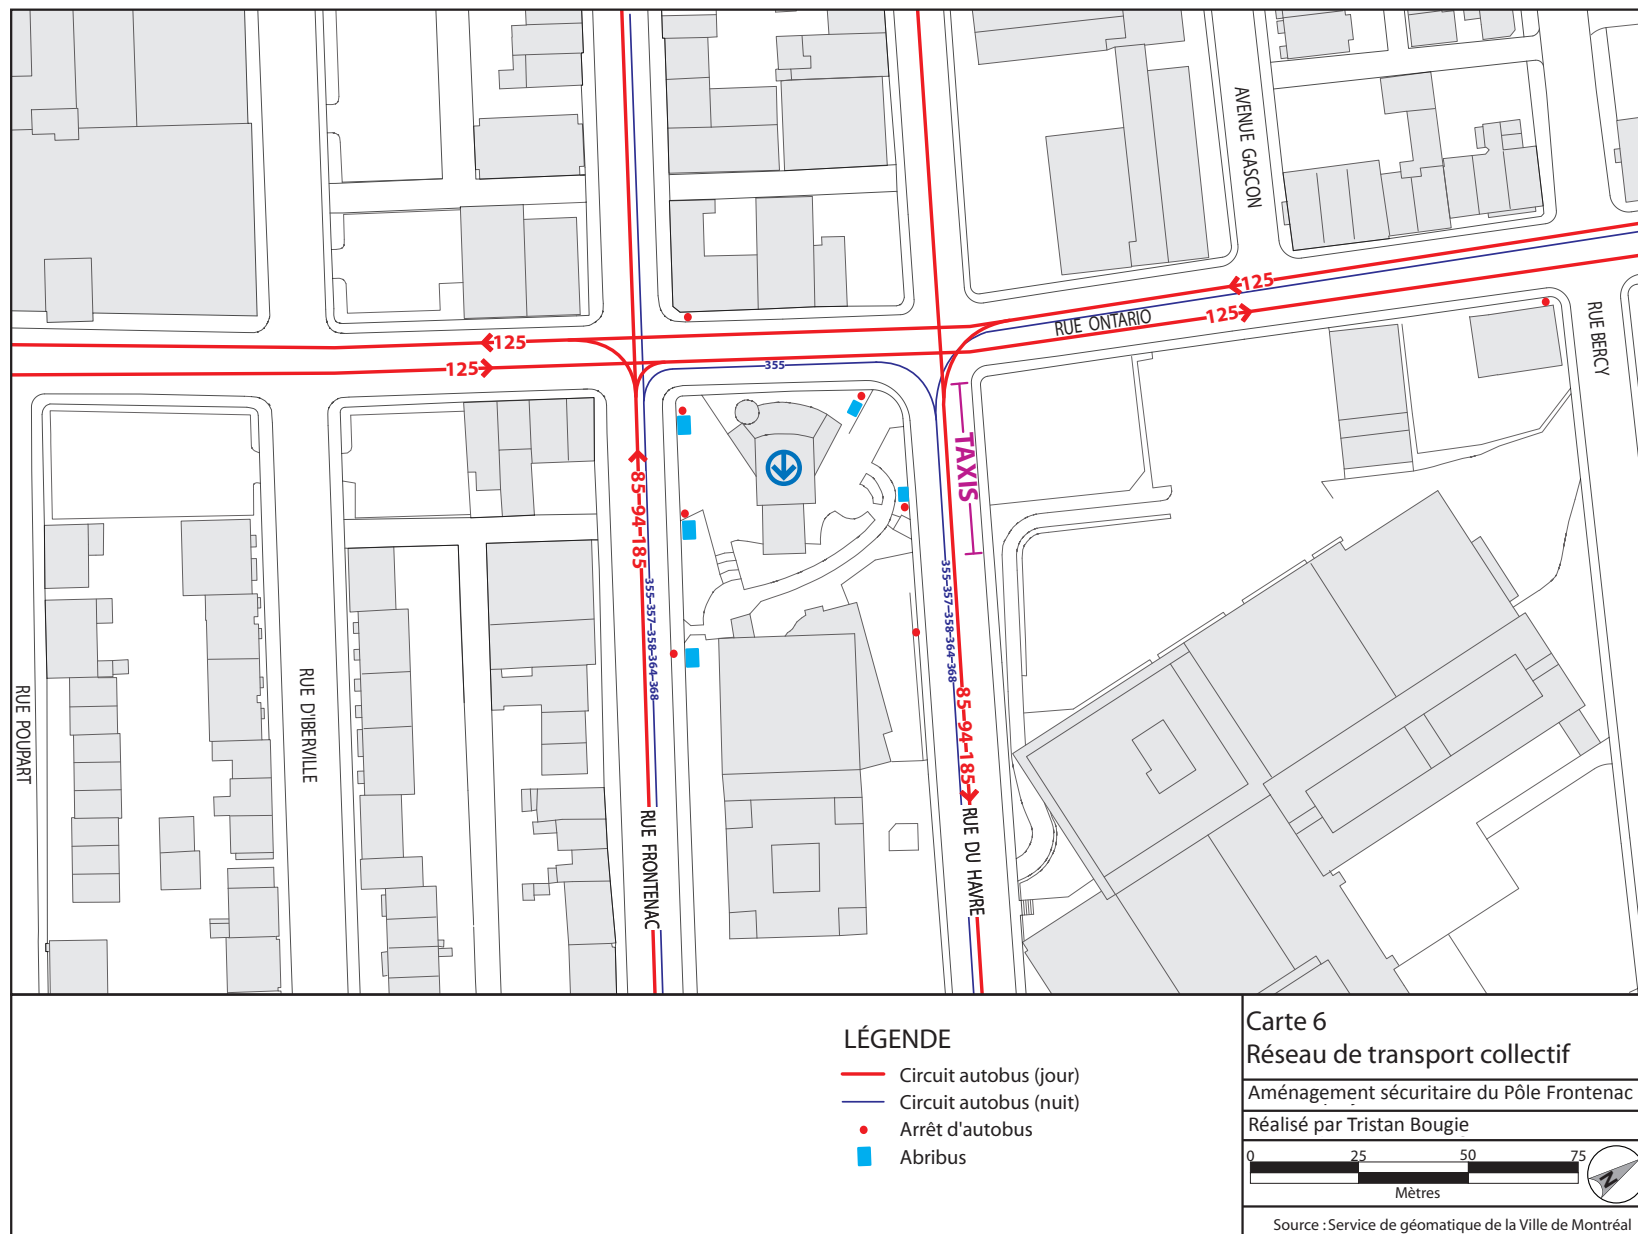 AVENUE GASCON
125
125
RUE ONTARIO
RUE BERCY
125
125
355
TAXIS
85-94-185
355-357-358-364-368
355-357-358-364-368
85-94-185
RUE POUPART
RUE D'IBERVILLE
RUE FRONTENAC
RUE DU HAVRE
LÉGENDE
Circuit autobus (jour)
Circuit autobus (nuit)
Arrêt d'autobus
Abribus
Carte 6
Réseau de transport collectif
Aménagement sécuritaire du Pôle Frontenac
Réalisé par Tristan Bougie
0 25 50 75
Mètres
N
Source : Service de géomatique de la Ville de Montréal